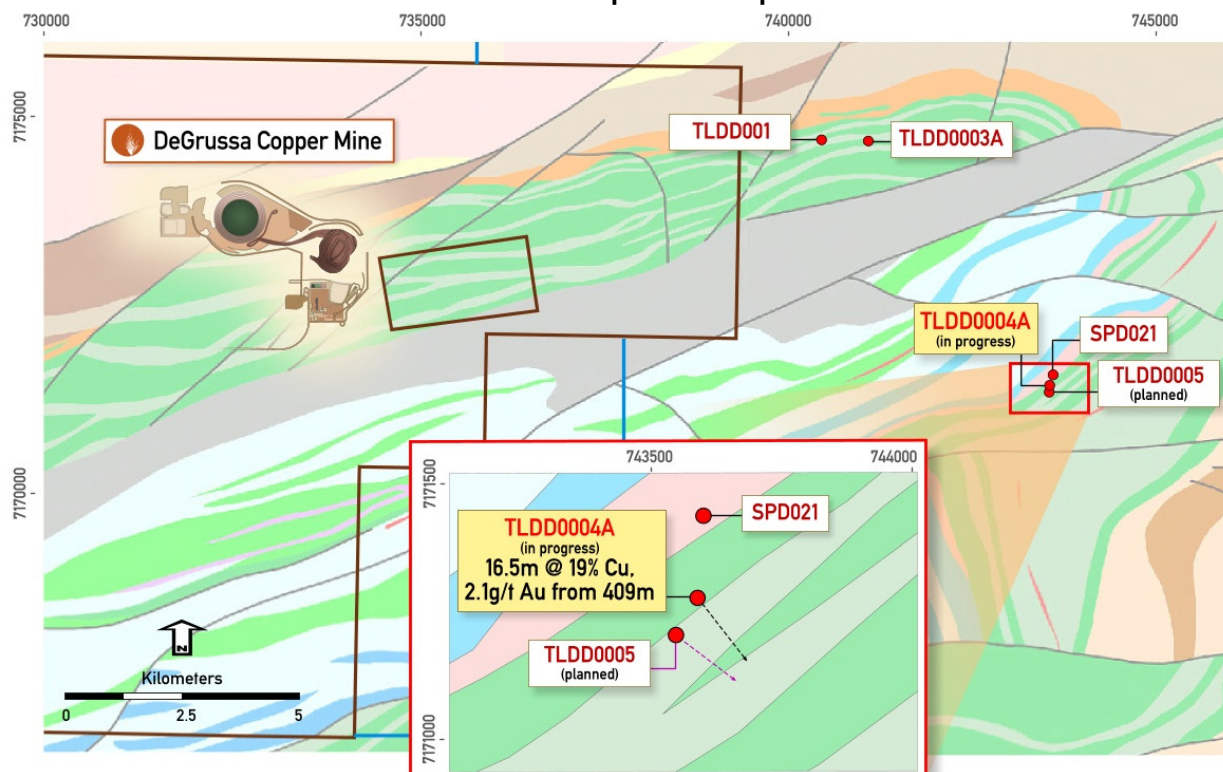 730000
735000
740000
745000
7175000
7170000
DeGrussa Copper Mine
TLDD001
TLDD0003A
TLDD0004A
(in progress)
SPD021
TLDD0005
(planned)
743500
744000
7171500
7171000
SPD021
TLDD0004A
(in progress)
16.5m @ 19% Cu,
2.1g/t Au from 409m
TLDD0005
(planned)
N
Kilometers
0 2.5 5